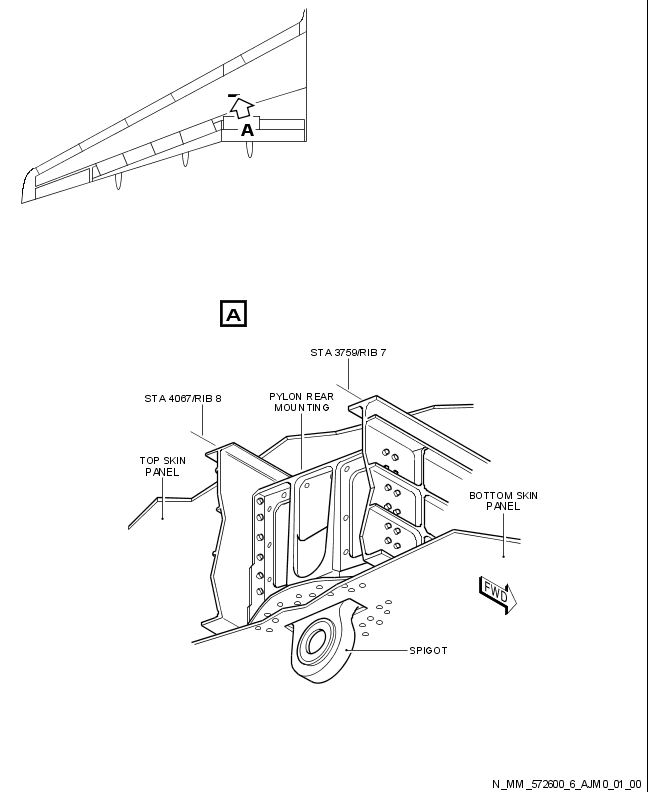 A
A
STA 3759/RIB 7
STA 4067/RIB 8
PYLON REAR
MOUNTING
TOP SKIN
PANEL
BOTTOM SKIN
PANEL
FWD
SPIGOT
N_MM_572600_6_AJM0_01_00